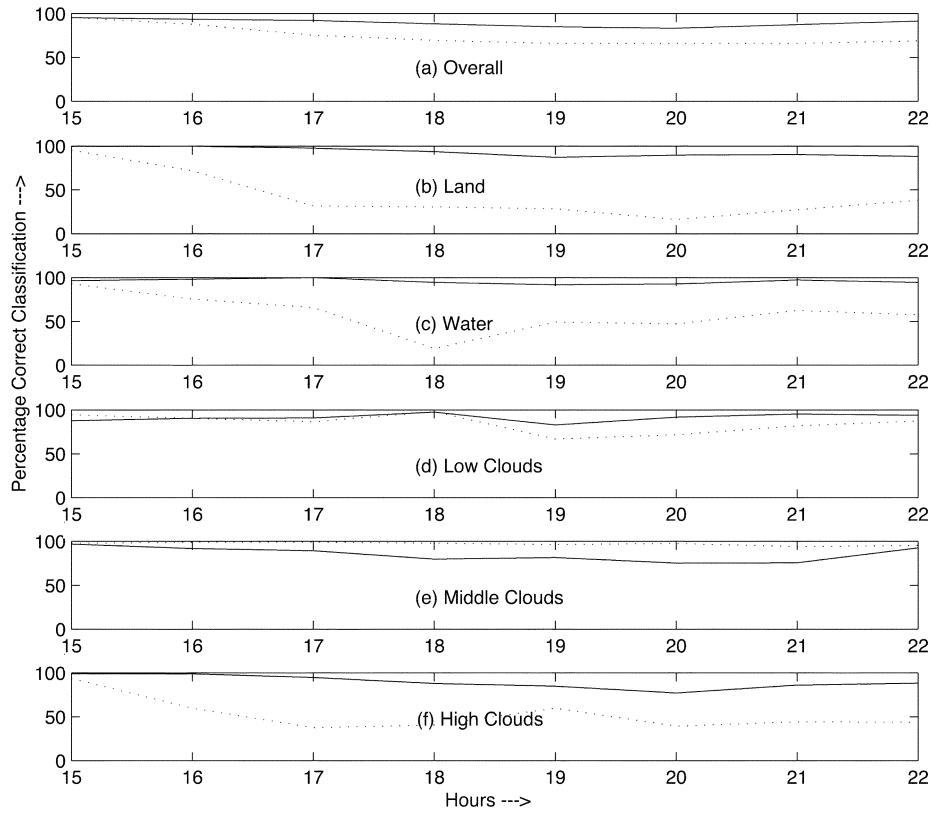 Percentage Correct Classification --->
100
50
0
(a) Overall
15 16 17 18 19 20 21 22
100
50
0
(b) Land
15 16 17 18 19 20 21 22
100
50
0
(c) Water
15 16 17 18 19 20 21 22
100
50
0
(d) Low Clouds
15 16 17 18 19 20 21 22
100
50
0
(e) Middle Clouds
15 16 17 18 19 20 21 22
100
50
0
(f) High Clouds
15 16 17 18 19 20 21 22
Hours --->